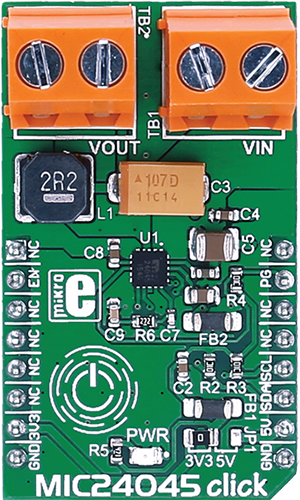 TB2
TB1
VOUT
VIN
2R2
107D
11C14
L1
C3
C4
C5
U1
C8
NC
EN
NC
NC
NC
NC
3V3
GND
NC
PG
NC
NC
NC
SCL
SDA
5V
GND
mikro
e
R4
C9
R6
C7
FB2
C2
R2
R3
FB1
JP1
R5
PWR
3V3
5V
MIC24045 click